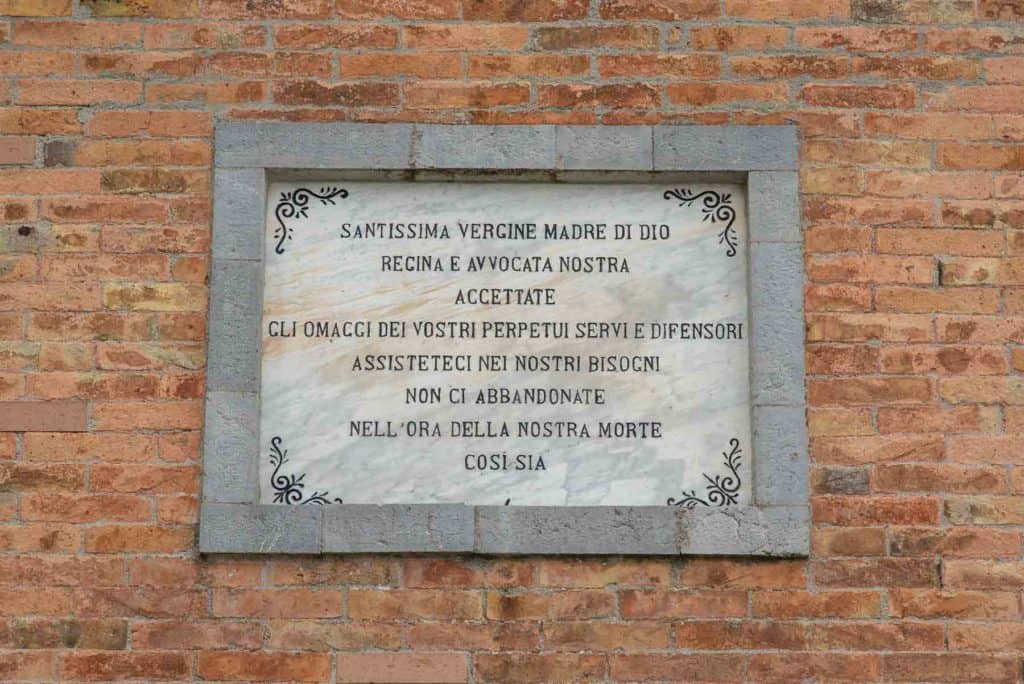 SANTISSIMA VERGINE MADRE DI DIO
REGINA E AVVOCATA NOSTRA
ACCETTATE
GLI OMAGGI DEI VOSTRI PERPETUI SERVI E DIFENSORI
ASSISTETECI NEI NOSTRI BISOGNI
NON CI ABBANDONATE
NELL'ORA DELLA NOSTRA MORTE
COSÌ SIA